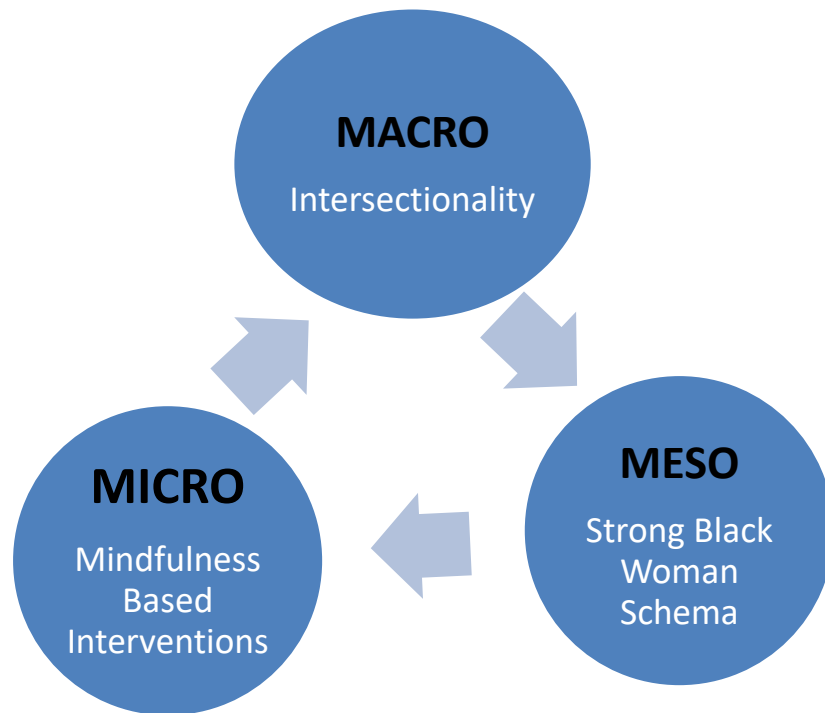 MACRO
Intersectionality
MESO
Strong Black
Woman
Schema
MICRO
Mindfulness
Based
Interventions